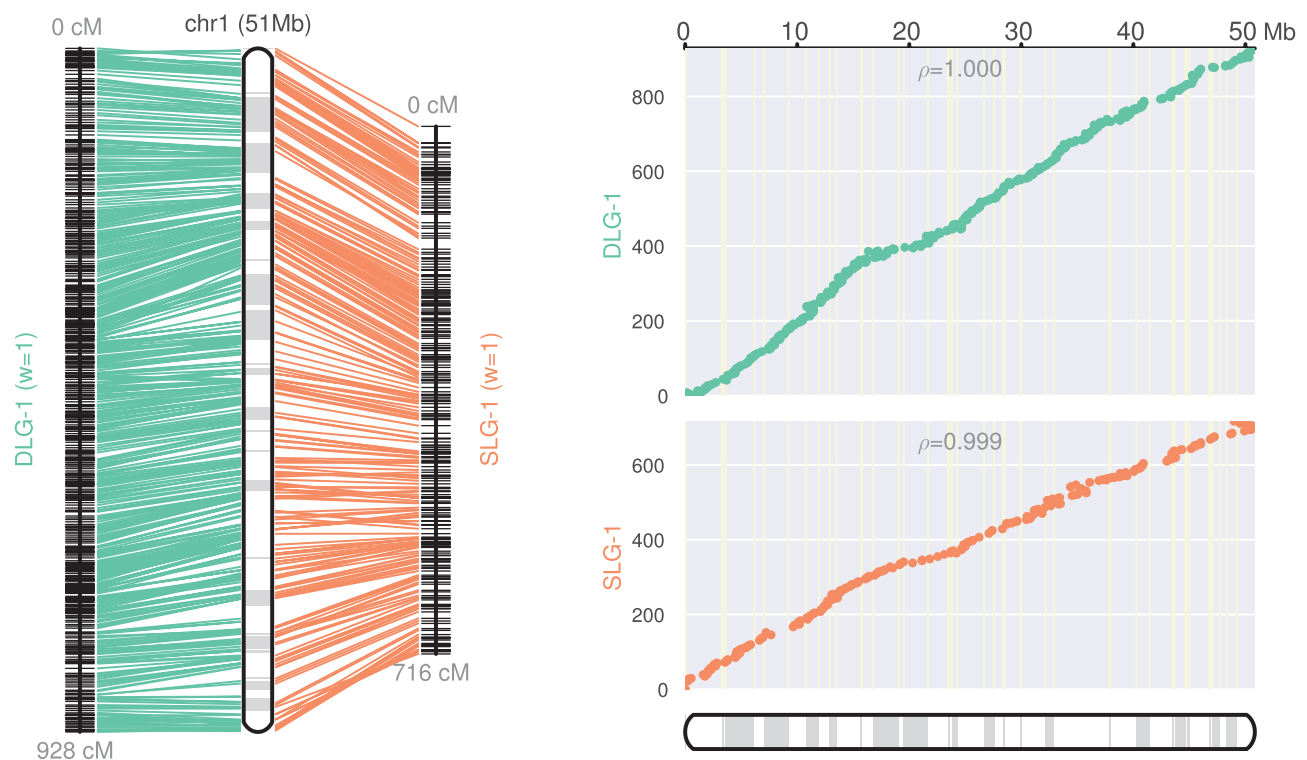 0 cM
chr1 (51Mb)
0 cM
DLG-1 (w=1)
SLG-1 (w=1)
716 cM
928 cM
0 10 20 30 40 50 Mb
ρ=1.000
DLG-1
800
600
400
200
0
ρ=0.999
SLG-1
600
400
200
0